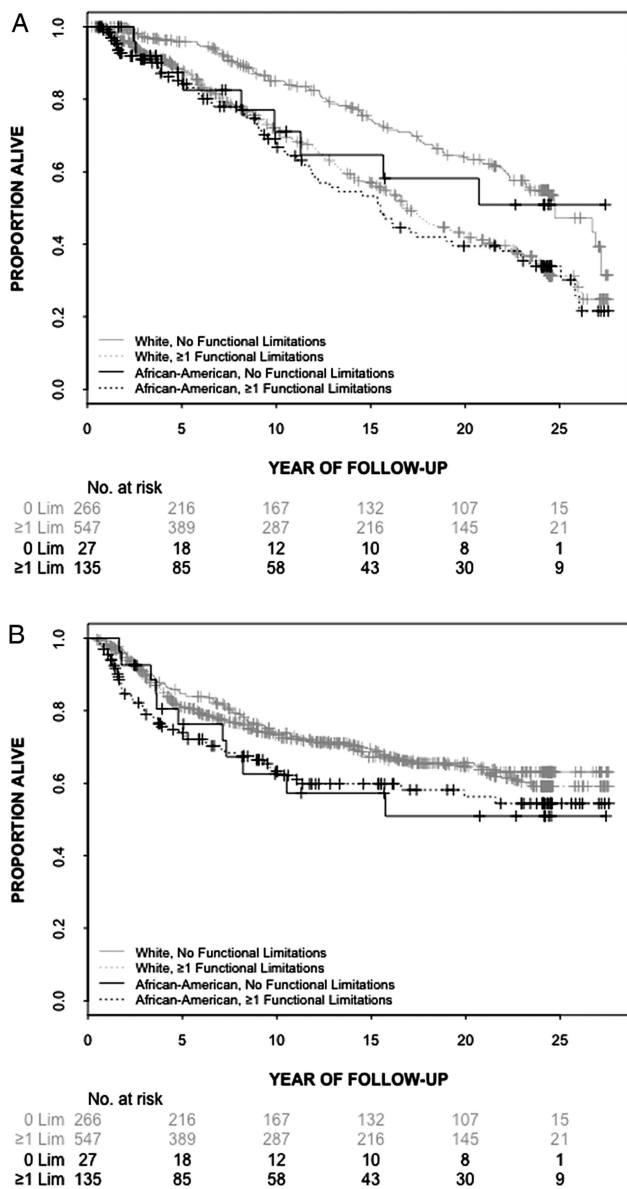 A
PROPORTION ALIVE
1.0
0.8
0.6
0.4
0.2
0.0
White, No Functional Limitations
White, ≥1 Functional Limitations
African-American, No Functional Limitations
African-American, ≥1 Functional Limitations
0 5 10 15 20 25
YEAR OF FOLLOW-UP
No. at risk
0 Lim 266 216 167 132 107 15
≥1 Lim 547 389 287 216 145 21
0 Lim 27 18 12 10 8 1
≥1 Lim 135 85 58 43 30 9
B
PROPORTION ALIVE
1.0
0.8
0.6
0.4
0.2
0.0
White, No Functional Limitations
White, ≥1 Functional Limitations
African-American, No Functional Limitations
African-American, ≥1 Functional Limitations
0 5 10 15 20 25
YEAR OF FOLLOW-UP
No. at risk
0 Lim 266 216 167 132 107 15
≥1 Lim 547 389 287 216 145 21
0 Lim 27 18 12 10 8 1
≥1 Lim 135 85 58 43 30 9